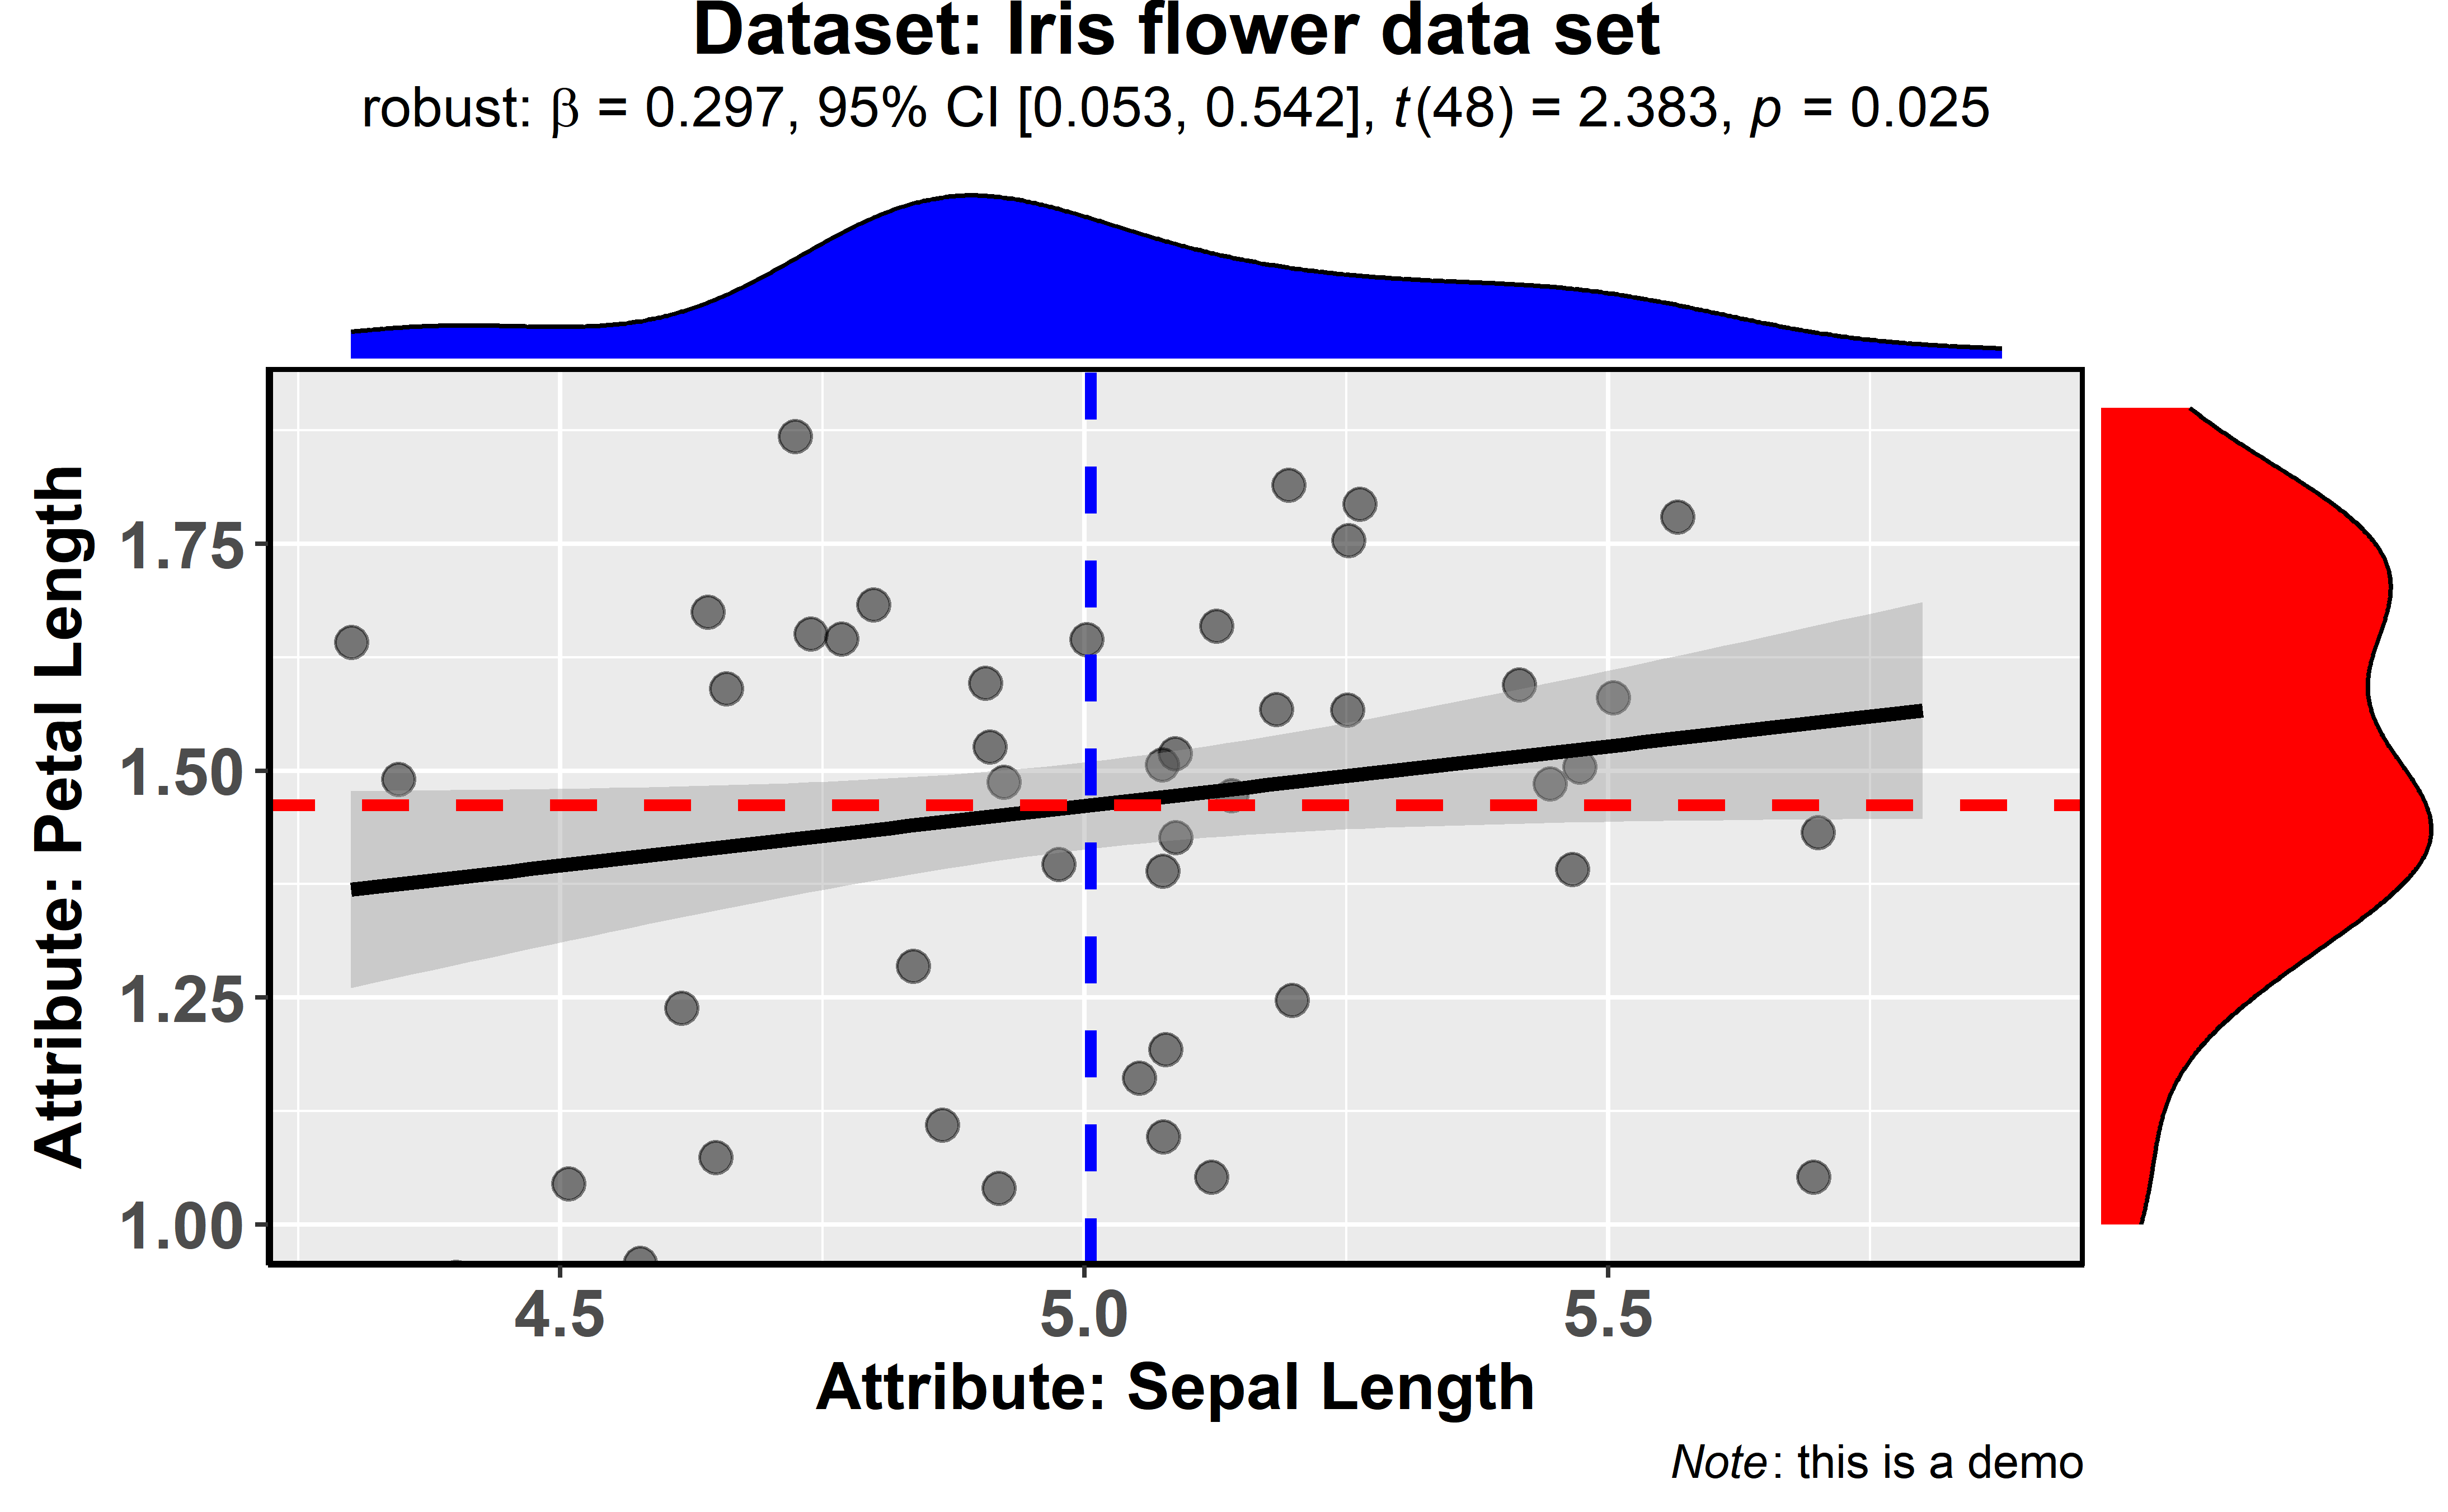 Dataset: Iris flower data set
robust: β = 0.297, 95% CI [0.053, 0.542], t(48) = 2.383, p = 0.025
Attribute: Petal Length
1.75
1.50
1.25
1.00
4.5 5.0 5.5
Attribute: Sepal Length
Note: this is a demo